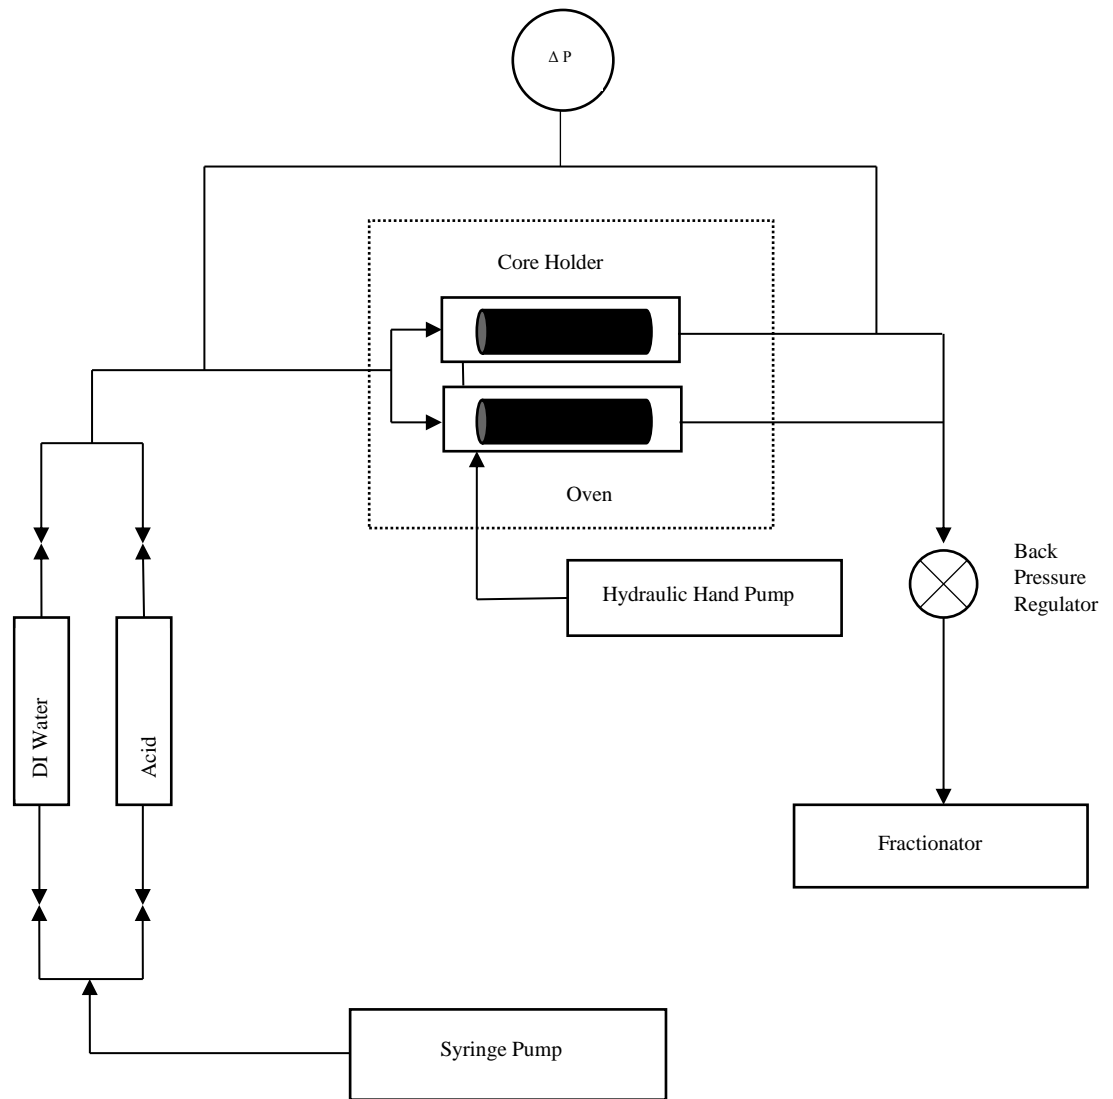 Δ P
Core Holder
Oven
Back
Pressure
Regulator
Hydraulic Hand Pump
DI Water
Acid
Fractionator
Syringe Pump